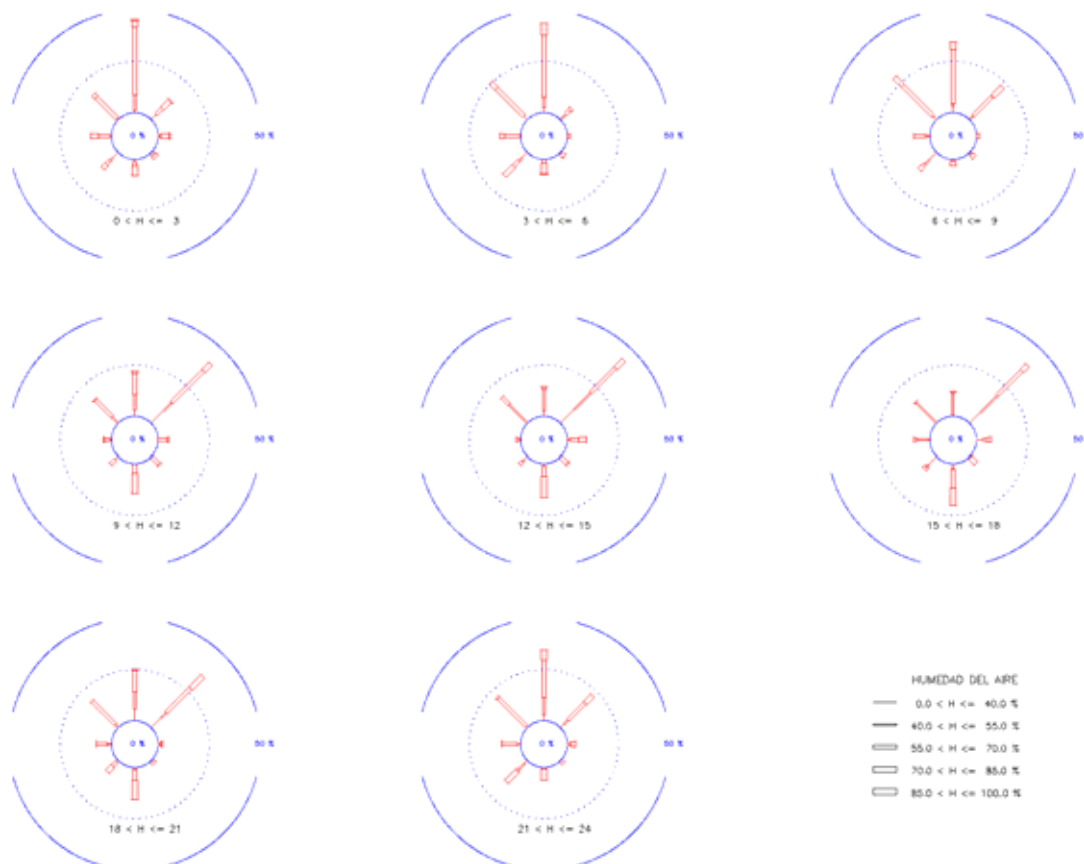 0 %
50 %
0 < H <= 3
0 %
50
3 < H <= 6
0 %
50
6 < H <= 9
0 %
50 %
9 < H <= 12
0 %
50 %
12 < H <= 15
0 %
50
15 < H <= 18
0 %
50 %
18 < H <= 21
0 %
50 %
21 < H <= 24
HUMEDAD DEL AIRE
0.0 < H <= 40.0 %
40.0 < H <= 55.0 %
55.0 < H <= 70.0 %
70.0 < H <= 85.0 %
85.0 < H <= 100.0 %